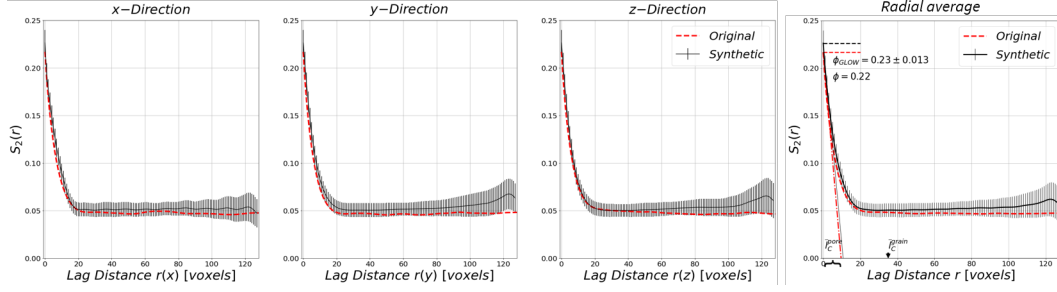 x−Direction
y−Direction
z−Direction
Radial average
0.25
0.20
0.15
0.10
0.05
0.00
S₂(r)
0 20 40 60 80 100 120
Lag Distance r(x) [voxels]
0.25
0.20
0.15
0.10
0.05
0.00
0 20 40 60 80 100 120
Lag Distance r(y) [voxels]
0.25
0.20
0.15
0.10
0.05
0.00
Original
Synthetic
0 20 40 60 80 100 120
Lag Distance r(z) [voxels]
0.25
0.20
0.15
0.10
0.05
0.00
S₂(r)
Original
Synthetic
ϕ_GLOW = 0.23 ± 0.013
ϕ = 0.22
r̄_C^pore
r̄_C^grain
0 20 40 60 80 100 120
Lag Distance r [voxels]